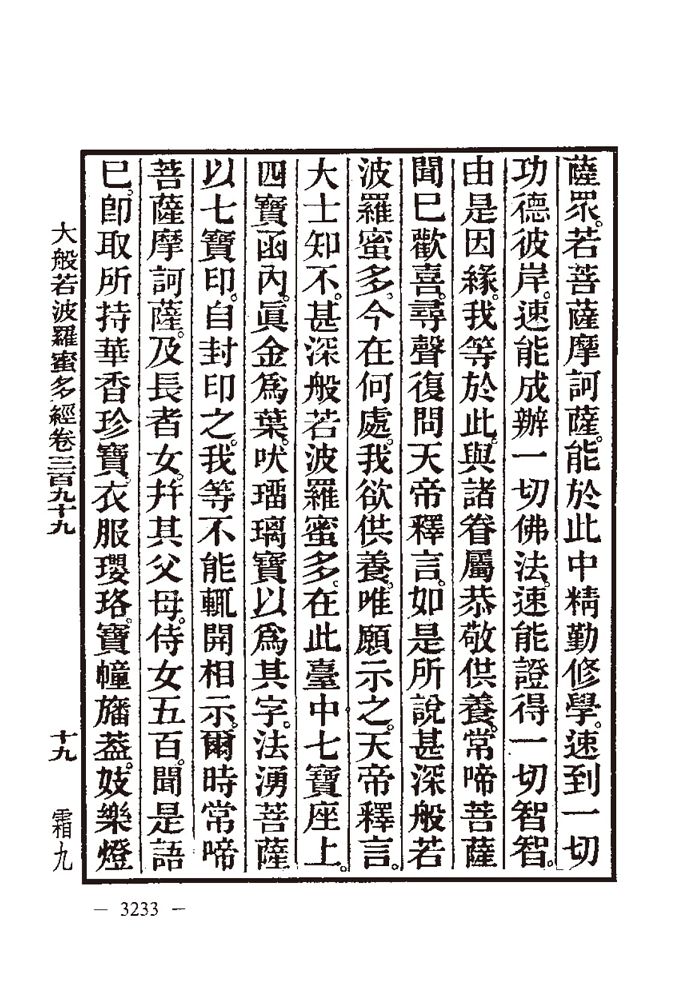 薩眾。若菩薩摩訶薩。能於此中精勤修學。速到一切
功德彼岸。速能成辦一切佛法。速能證得一切智智。
由是因緣。我等於此。與諸眷屬恭敬供養。常啼菩薩
聞已歡喜。尋聲復問天帝釋言。如是所說甚深般若
波羅蜜多。今在何處。我欲供養。唯願示之。天帝釋言。
大士知不。甚深般若波羅蜜多。在此臺中七寶座上。
四寶函內。眞金爲葉。吠瑠璃寶以爲其字。法湧菩薩
以七寶印。自封印之。我等不能輒開相示。爾時常啼
菩薩摩訶薩。及長者女。幷其父母。侍女五百。聞是語
已。卽取所持華香珍寶。衣服瓔珞。寶幢旛葢。妓樂燈
大般若波羅蜜多經卷三百九十九 十九 霜九
— 3233 —